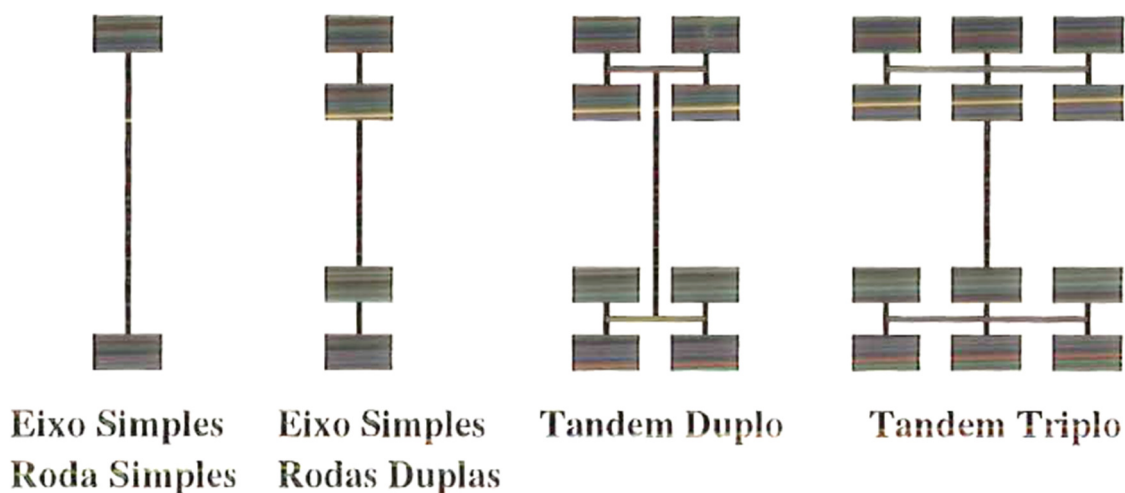 Eixo Simples
Roda Simples
Eixo Simples
Rodas Duplas
Tandem Duplo
Tandem Triplo